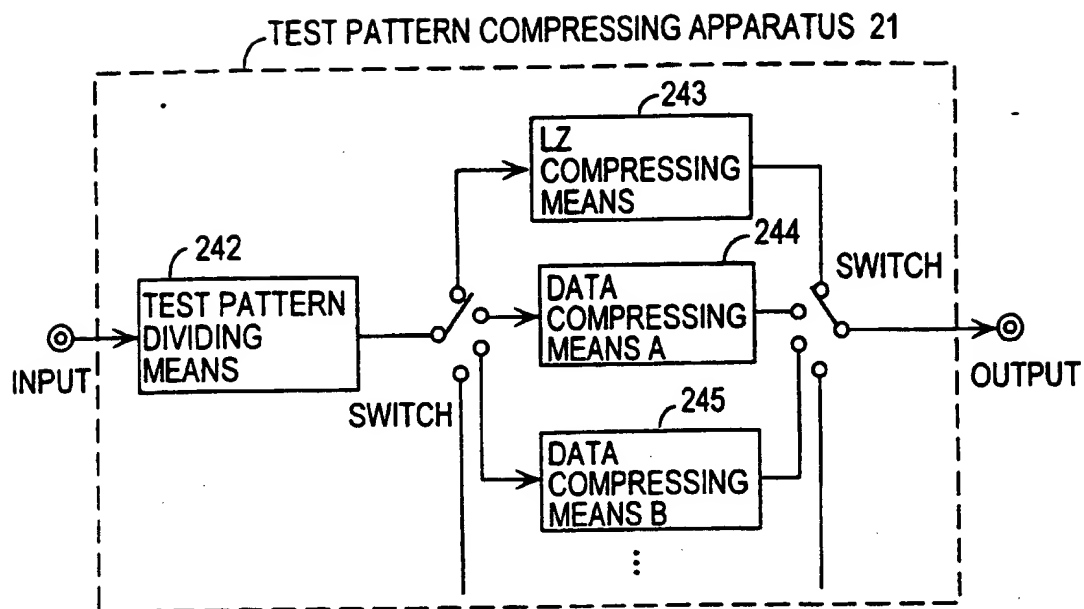 TEST PATTERN COMPRESSING APPARATUS 21
243
LZ
COMPRESSING
MEANS
242
TEST PATTERN
DIVIDING
MEANS
244
DATA
COMPRESSING
MEANS A
SWITCH
INPUT
OUTPUT
SWITCH
245
DATA
COMPRESSING
MEANS B
⋮